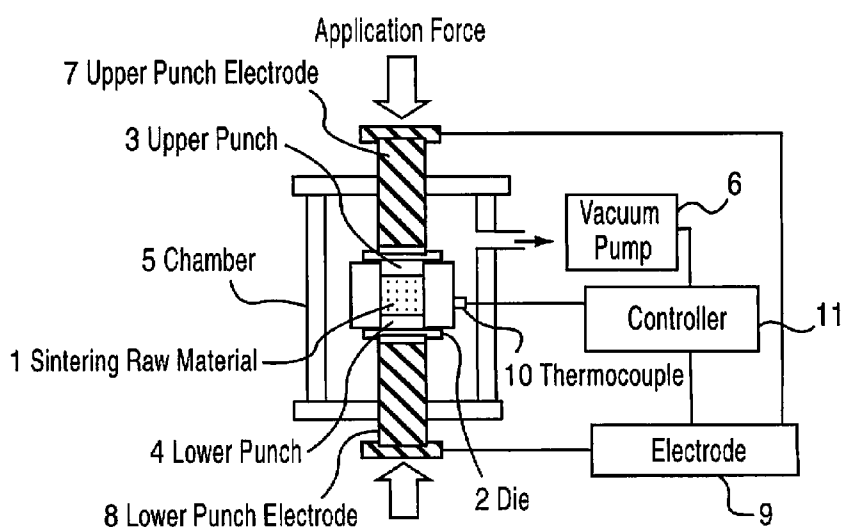 Application Force
7 Upper Punch Electrode
3 Upper Punch
6
Vacuum
Pump
5 Chamber
Controller
11
1 Sintering Raw Material
10 Thermocouple
4 Lower Punch
Electrode
2 Die
9
8 Lower Punch Electrode